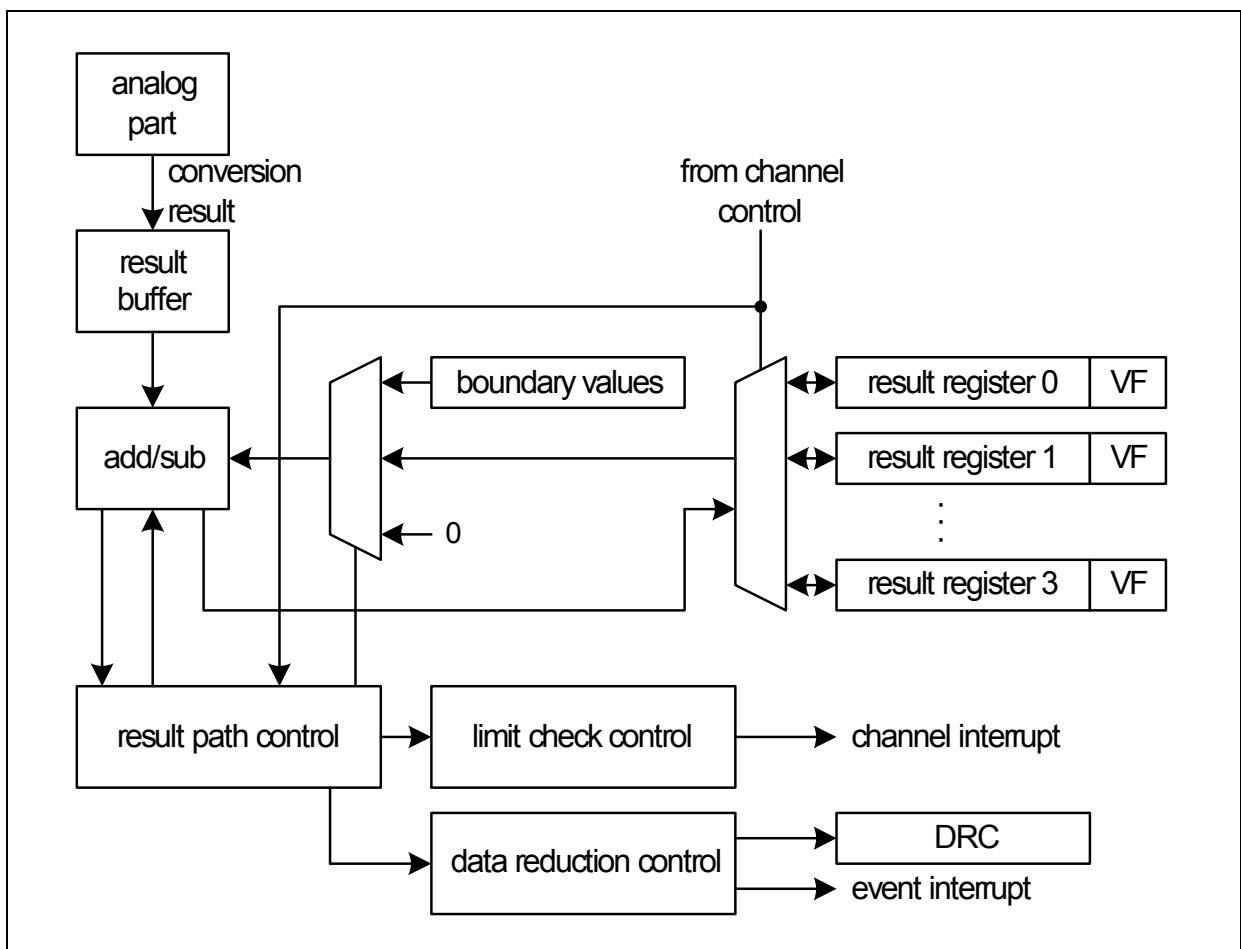 analog
part
conversion
result
from channel
control
result
buffer
boundary values
result register 0 VF
add/sub
result register 1 VF
0
result register 3 VF
result path control
limit check control
channel interrupt
data reduction control
DRC
event interrupt